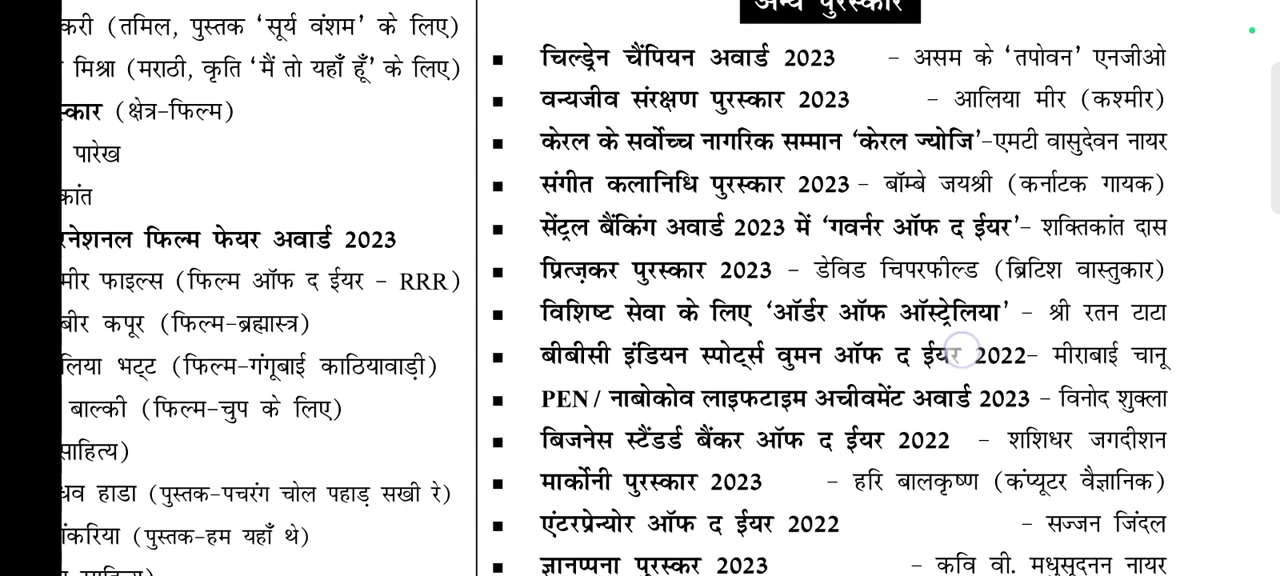 करी (तमिल, पुस्तक ‘सूर्य वंशम’ के लिए)
मिश्रा (मराठी, कृति ‘मैं तो यहाँ हूँ’ के लिए)
स्कार (क्षेत्र-फिल्म)
पारेख
कांत
रनेशनल फिल्म फेयर अवार्ड 2023
मीर फाइल्स (फिल्म ऑफ द ईयर – RRR)
बीर कपूर (फिल्म-ब्रह्मास्त्र)
लिया भट्ट (फिल्म-गंगूबाई काठियावाड़ी)
बाल्की (फिल्म-चुप के लिए)
साहित्य)
धव हाडा (पुस्तक-पचरंग चोल पहाड़ सखी रे)
कंरिया (पुस्तक-हम यहाँ थे)
अन्य पुरस्कार
▪ चिल्ड्रेन चैंपियन अवार्ड 2023 – असम के ‘तपोवन’ एनजीओ
▪ वन्यजीव संरक्षण पुरस्कार 2023 – आलिया मीर (कश्मीर)
▪ केरल के सर्वोच्च नागरिक सम्मान ‘केरल ज्योजि’-एमटी वासुदेवन नायर
▪ संगीत कलानिधि पुरस्कार 2023 – बॉम्बे जयश्री (कर्नाटक गायक)
▪ सेंट्रल बैंकिंग अवार्ड 2023 में ‘गवर्नर ऑफ द ईयर’– शक्तिकांत दास
▪ प्रित्ज़कर पुरस्कार 2023 – डेविड चिपरफील्ड (ब्रिटिश वास्तुकार)
▪ विशिष्ट सेवा के लिए ‘ऑर्डर ऑफ ऑस्ट्रेलिया’ – श्री रतन टाटा
▪ बीबीसी इंडियन स्पोर्ट्स वुमन ऑफ द ईयर 2022– मीराबाई चानू
▪ PEN / नाबोकोव लाइफटाइम अचीवमेंट अवार्ड 2023 – विनोद शुक्ला
▪ बिजनेस स्टैंडर्ड बैंकर ऑफ द ईयर 2022 – शशिधर जगदीशन
▪ मार्कोनी पुरस्कार 2023 – हरि बालकृष्ण (कंप्यूटर वैज्ञानिक)
▪ एंटरप्रेन्योर ऑफ द ईयर 2022 – सज्जन जिंदल
▪ ज्ञानप्पना पुरस्कर 2023 – कवि वी. मधुसूदनन नायर